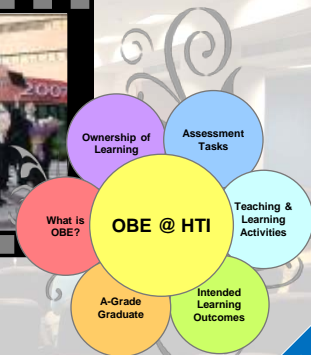 2007
Ownership of
Learning
Assessment
Tasks
What is
OBE?
OBE @ HTI
Teaching &
Learning
Activities
A-Grade
Graduate
Intended
Learning
Outcomes